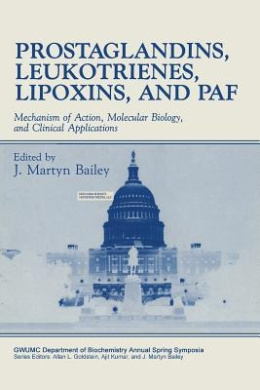 PROSTAGLANDINS,
LEUKOTRIENES,
LIPOXINS, AND PAF
Mechanism of Action, Molecular Biology,
and Clinical Applications
Edited by
J. Martyn Bailey
GWUMC Department of Biochemistry Annual Spring Symposia
Series Editors: Allan L. Goldstein, Ajit Kumar, and J. Martyn Bailey